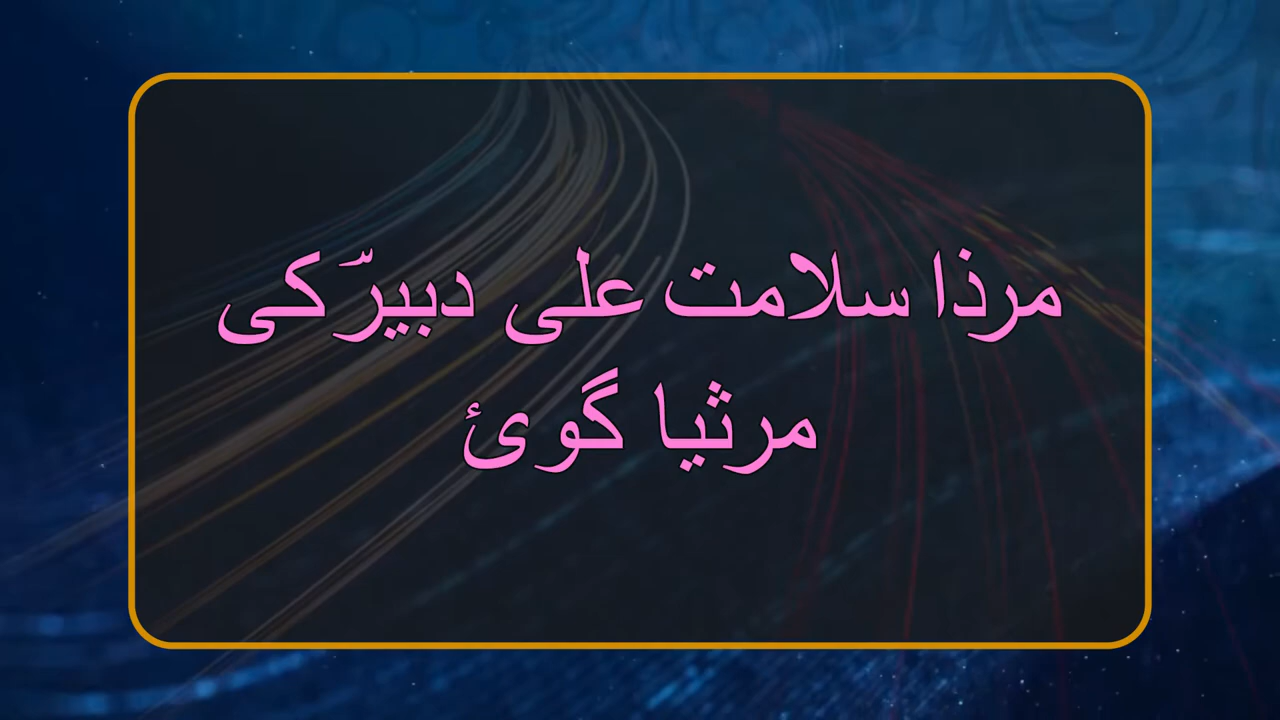 مرذا سلامت علی دبیرؔ کی
مرثیا گوئ